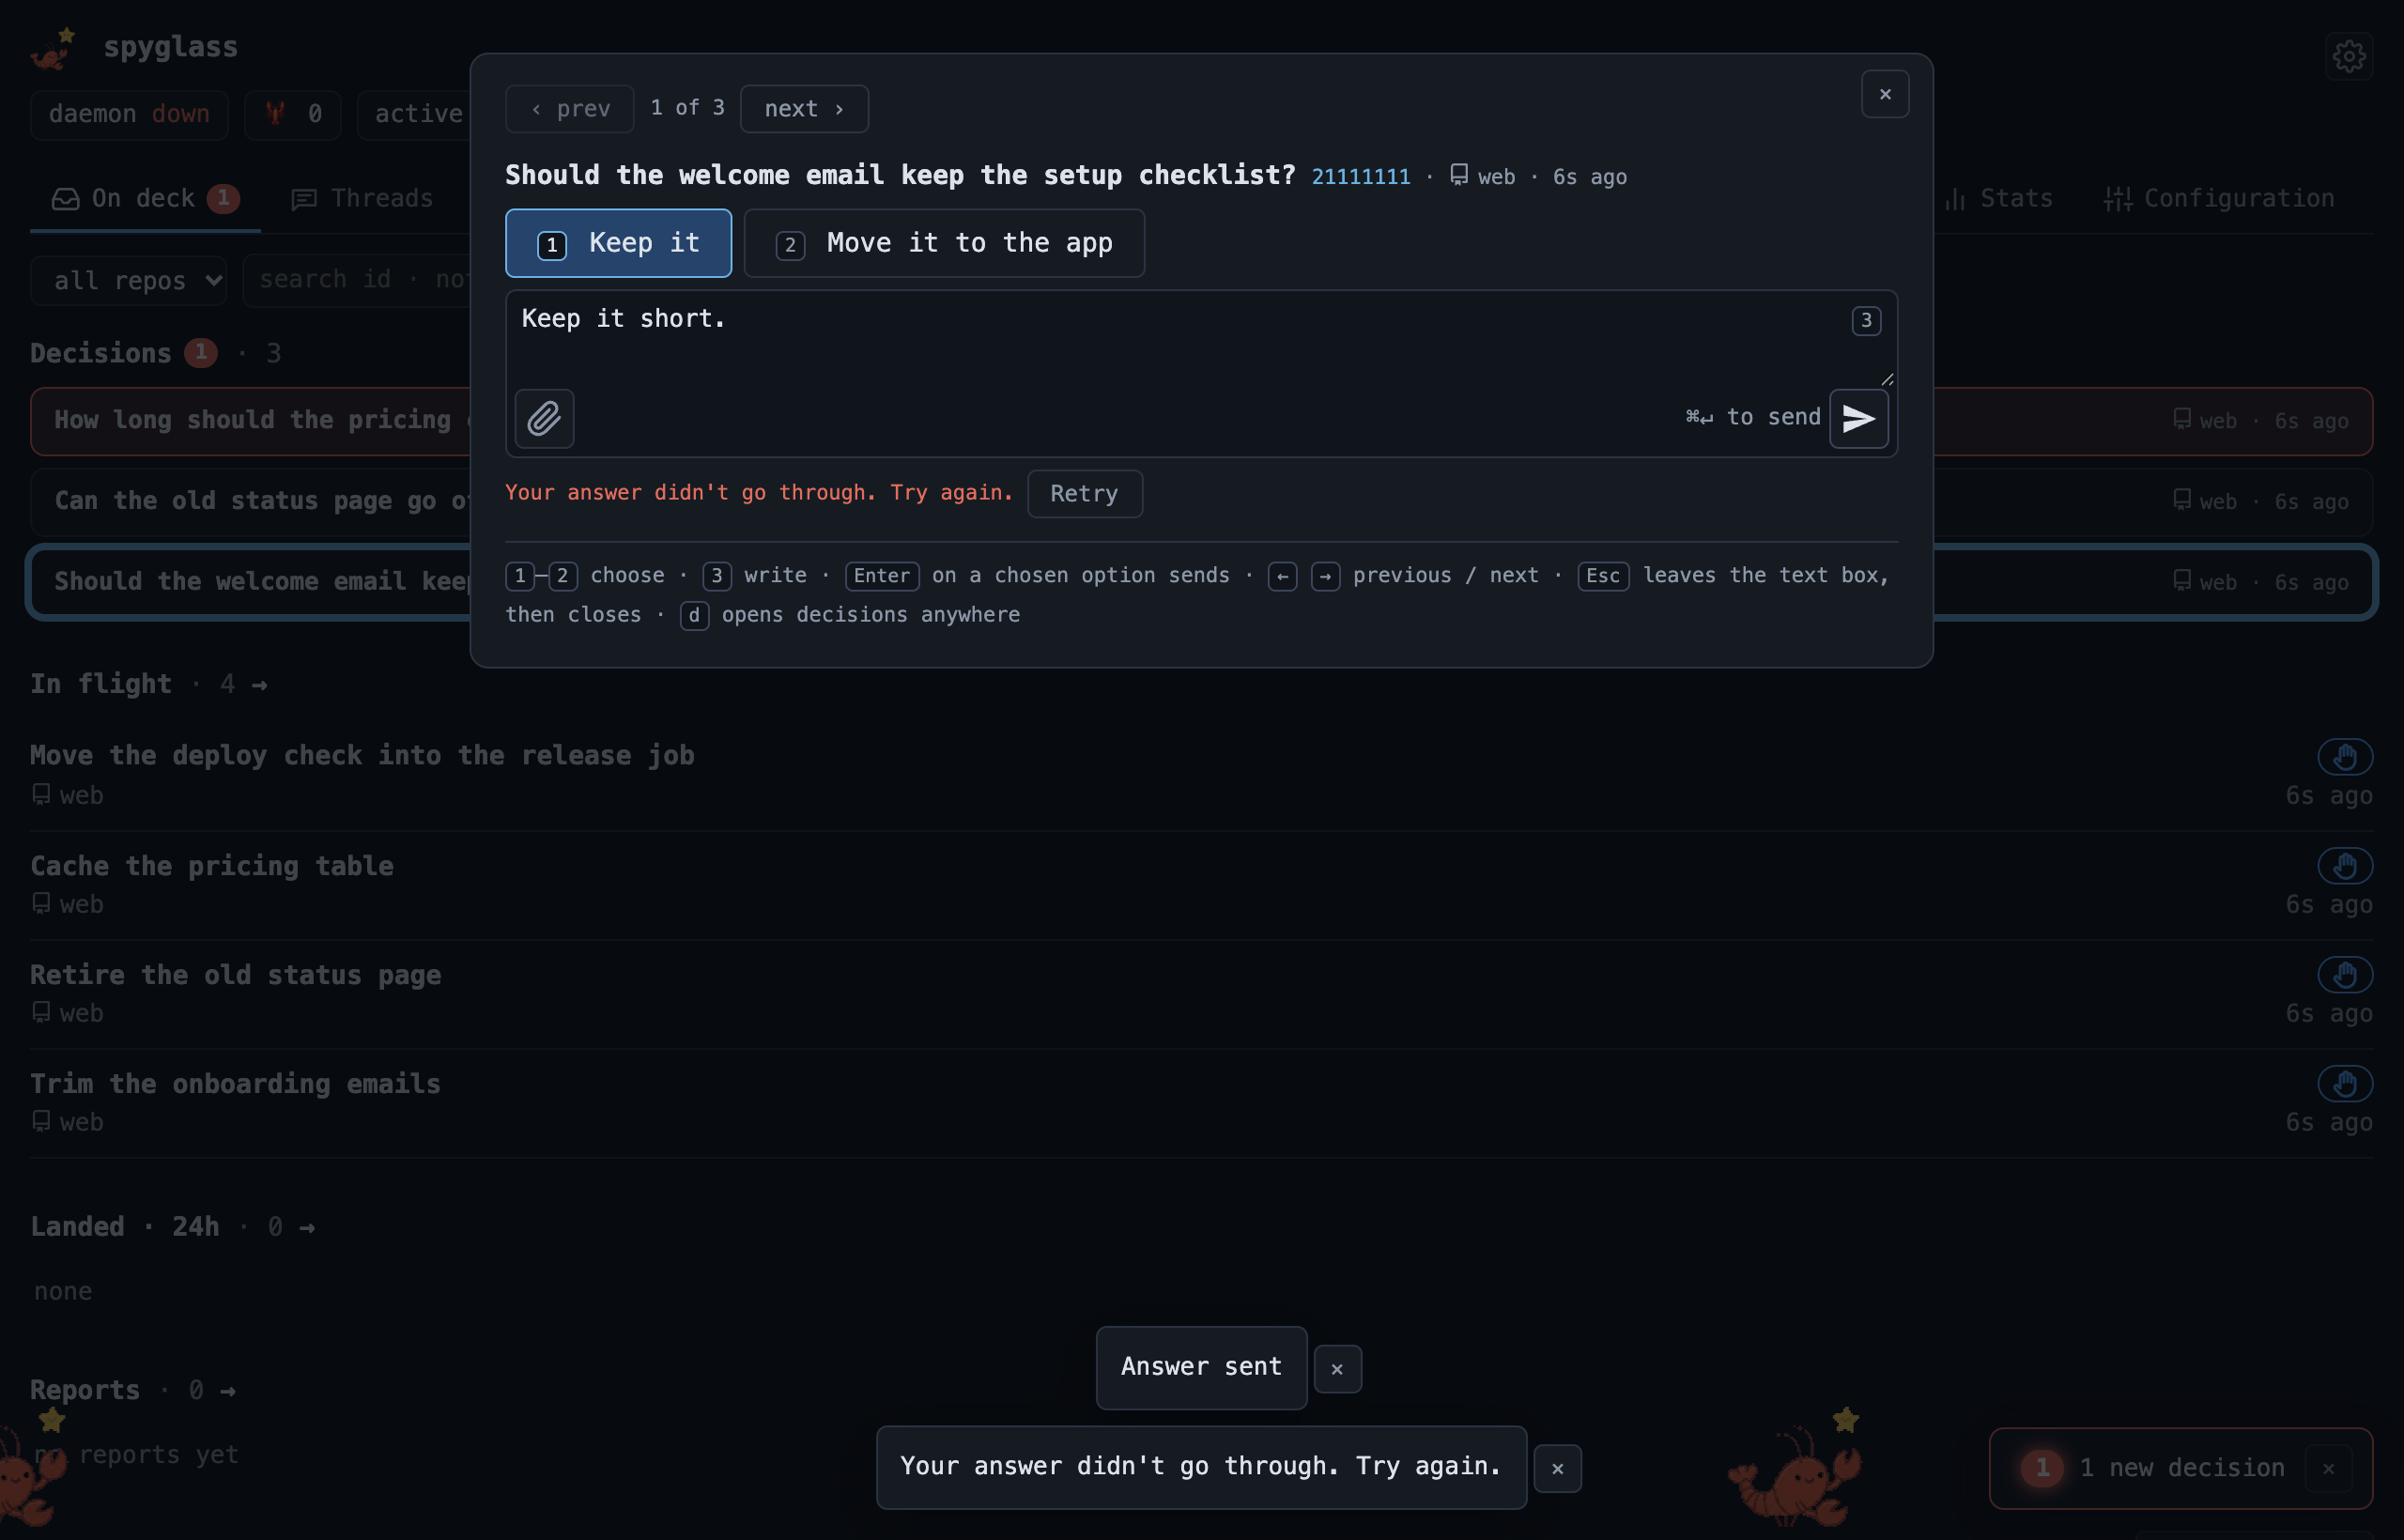 spyglass
daemon down
0
active
On deck 1
Threads
Stats
Configuration
all repos
search id ·
Decisions 1 · 3
How long should the pricing
web · 6s ago
Can the old status page go
web · 6s ago
Should the welcome email
web · 6s ago
‹ prev
1 of 3
next ›
×
Should the welcome email keep the setup checklist? 21111111 · web · 6s ago
1 Keep it
2 Move it to the app
Keep it short.
3
⌘↵ to send
Your answer didn't go through. Try again.
Retry
1–2 choose · 3 write · Enter on a chosen option sends · ← → previous / next · Esc leaves the text box,
then closes · d opens decisions anywhere
In flight · 4 →
Move the deploy check into the release job
web
6s ago
Cache the pricing table
web
6s ago
Retire the old status page
web
6s ago
Trim the onboarding emails
web
6s ago
Landed · 24h · 0 →
none
Reports · 0 →
reports yet
Answer sent
×
Your answer didn't go through. Try again.
×
1 1 new decision
×